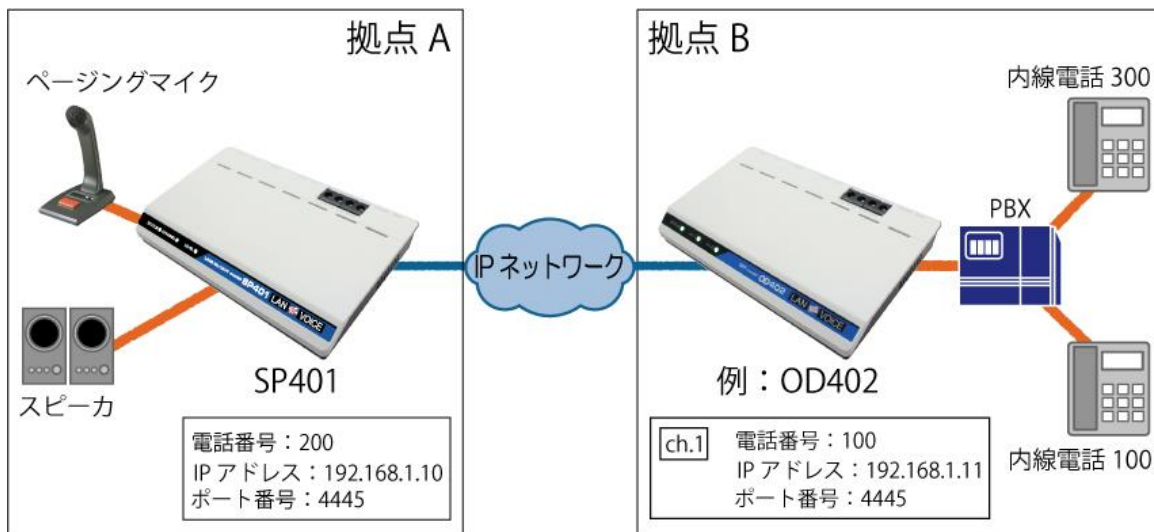 拠点 A
ページングマイク
SP401 LAN VOICE
スピーカ
SP401
電話番号：200
IP アドレス：192.168.1.10
ポート番号：4445
IP ネットワーク
拠点 B
内線電話 300
PBX
OD402 LAN VOICE
例：OD402
ch.1
電話番号：100
IP アドレス：192.168.1.11
ポート番号：4445
内線電話 100